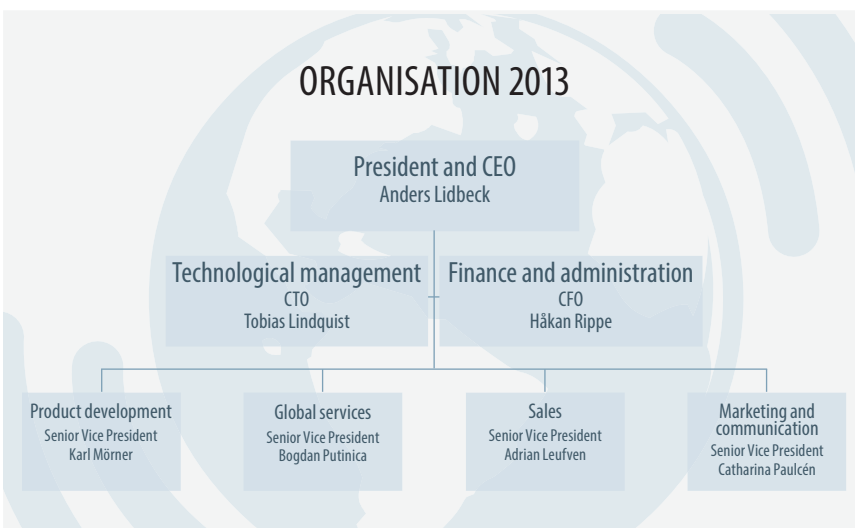 ORGANISATION 2013
President and CEO
Anders Lidbeck
Technological management
CTO
Tobias Lindquist
Finance and administration
CFO
Håkan Rippe
Product development
Senior Vice President
Karl Mörner
Global services
Senior Vice President
Bogdan Putinica
Sales
Senior Vice President
Adrian Leufven
Marketing and
communication
Senior Vice President
Catharina Paulcén